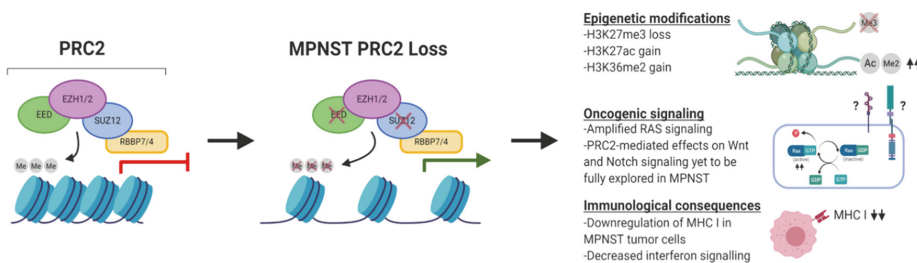 PRC2
EZH1/2
EED
SUZ12
RBBP7/4
Me Me Me
MPNST PRC2 Loss
EZH1/2
EED
SUZ12
RBBP7/4
Me Me Me
Epigenetic modifications
-H3K27me3 loss
-H3K27ac gain
-H3K36me2 gain
Me3
Ac Me2
Oncogenic signaling
-Amplified RAS signaling
-PRC2-mediated effects on Wnt
and Notch signaling yet to be
fully explored in MPNST
? ?
P
Ras GTP Ras GDP
(active) (inactive)
GDP GTP
Immunological consequences
-Downregulation of MHC I in
MPNST tumor cells
-Decreased interferon signalling
MHC I